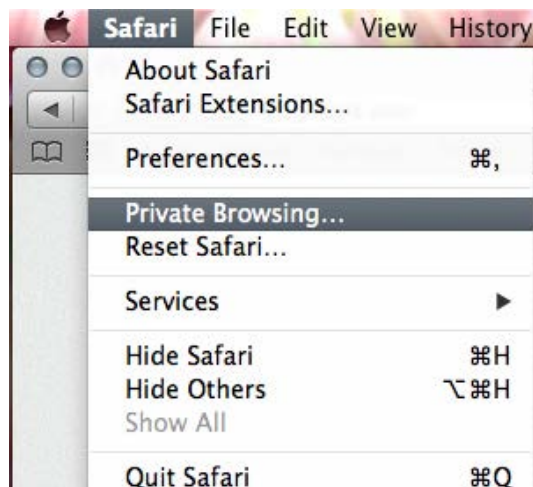 Safari File Edit View History
About Safari
Safari Extensions...
Preferences... ⌘,
Private Browsing...
Reset Safari...
Services ▶
Hide Safari ⌘H
Hide Others ⌥⌘H
Show All
Quit Safari ⌘Q